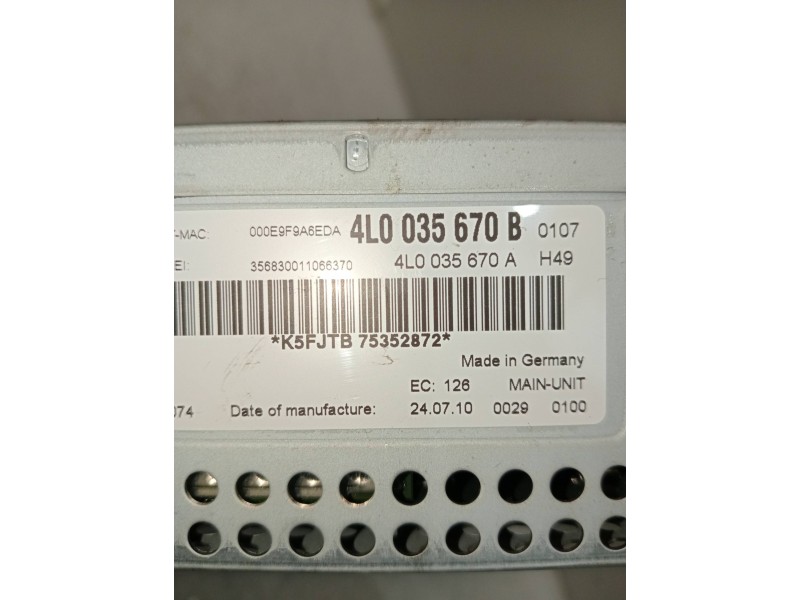 -MAC: 000E9F9A6EDA 4L0 035 670 B 0107
EI: 356830011066370 4L0 035 670 A H49
*K5FJTB 75352872*
Made in Germany
EC: 126 MAIN-UNIT
074 Date of manufacture: 24.07.10 0029 0100